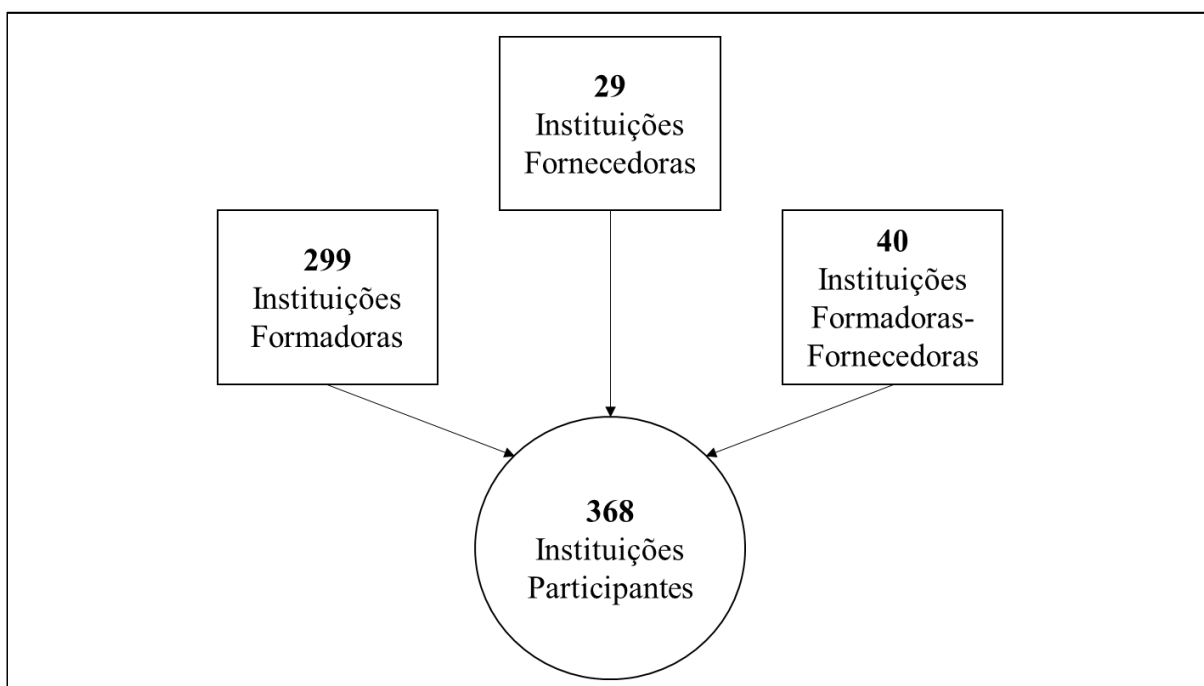 29
Instituições
Fornecedoras
299
Instituições
Formadoras
40
Instituições
Formadoras-
Fornecedoras
368
Instituições
Participantes